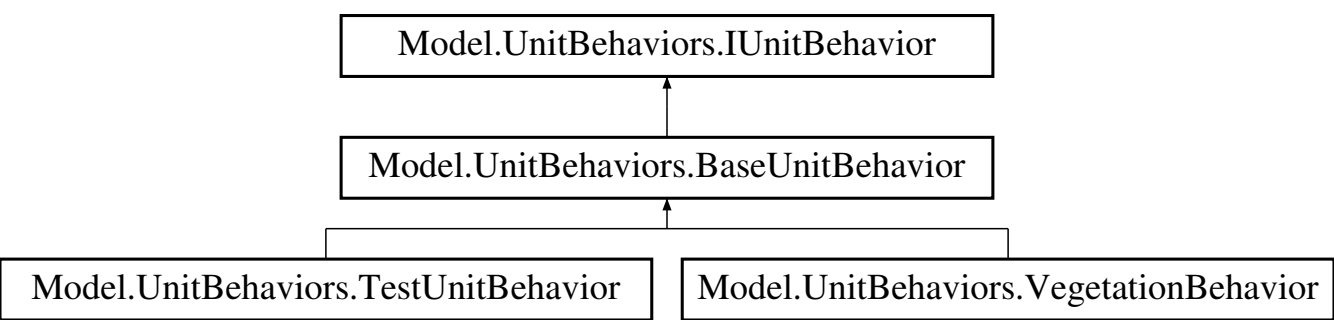 Model.UnitBehaviors.IUnitBehavior
Model.UnitBehaviors.BaseUnitBehavior
Model.UnitBehaviors.TestUnitBehavior
Model.UnitBehaviors.VegetationBehavior